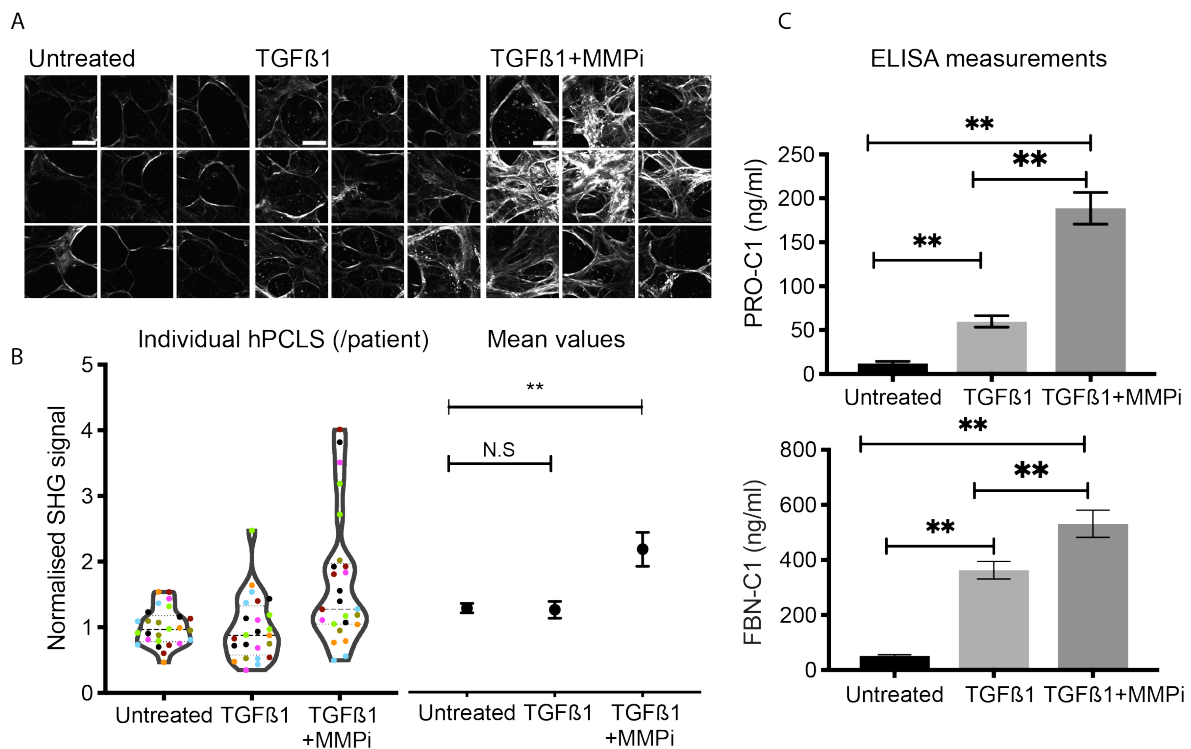 A
Untreated
TGFß1
TGFß1+MMPi
B
Individual hPCLS (/patient)
Mean values
Normalised SHG signal
5
4
3
2
1
0
**
N.S
Untreated
TGFß1
TGFß1
+MMPi
Untreated
TGFß1
TGFß1
+MMPi
C
ELISA measurements
PRO-C1 (ng/ml)
250
200
150
100
50
0
**
**
**
Untreated
TGFß1
TGFß1+MMPi
FBN-C1 (ng/ml)
800
600
400
200
0
**
**
**
Untreated
TGFß1
TGFß1+MMPi